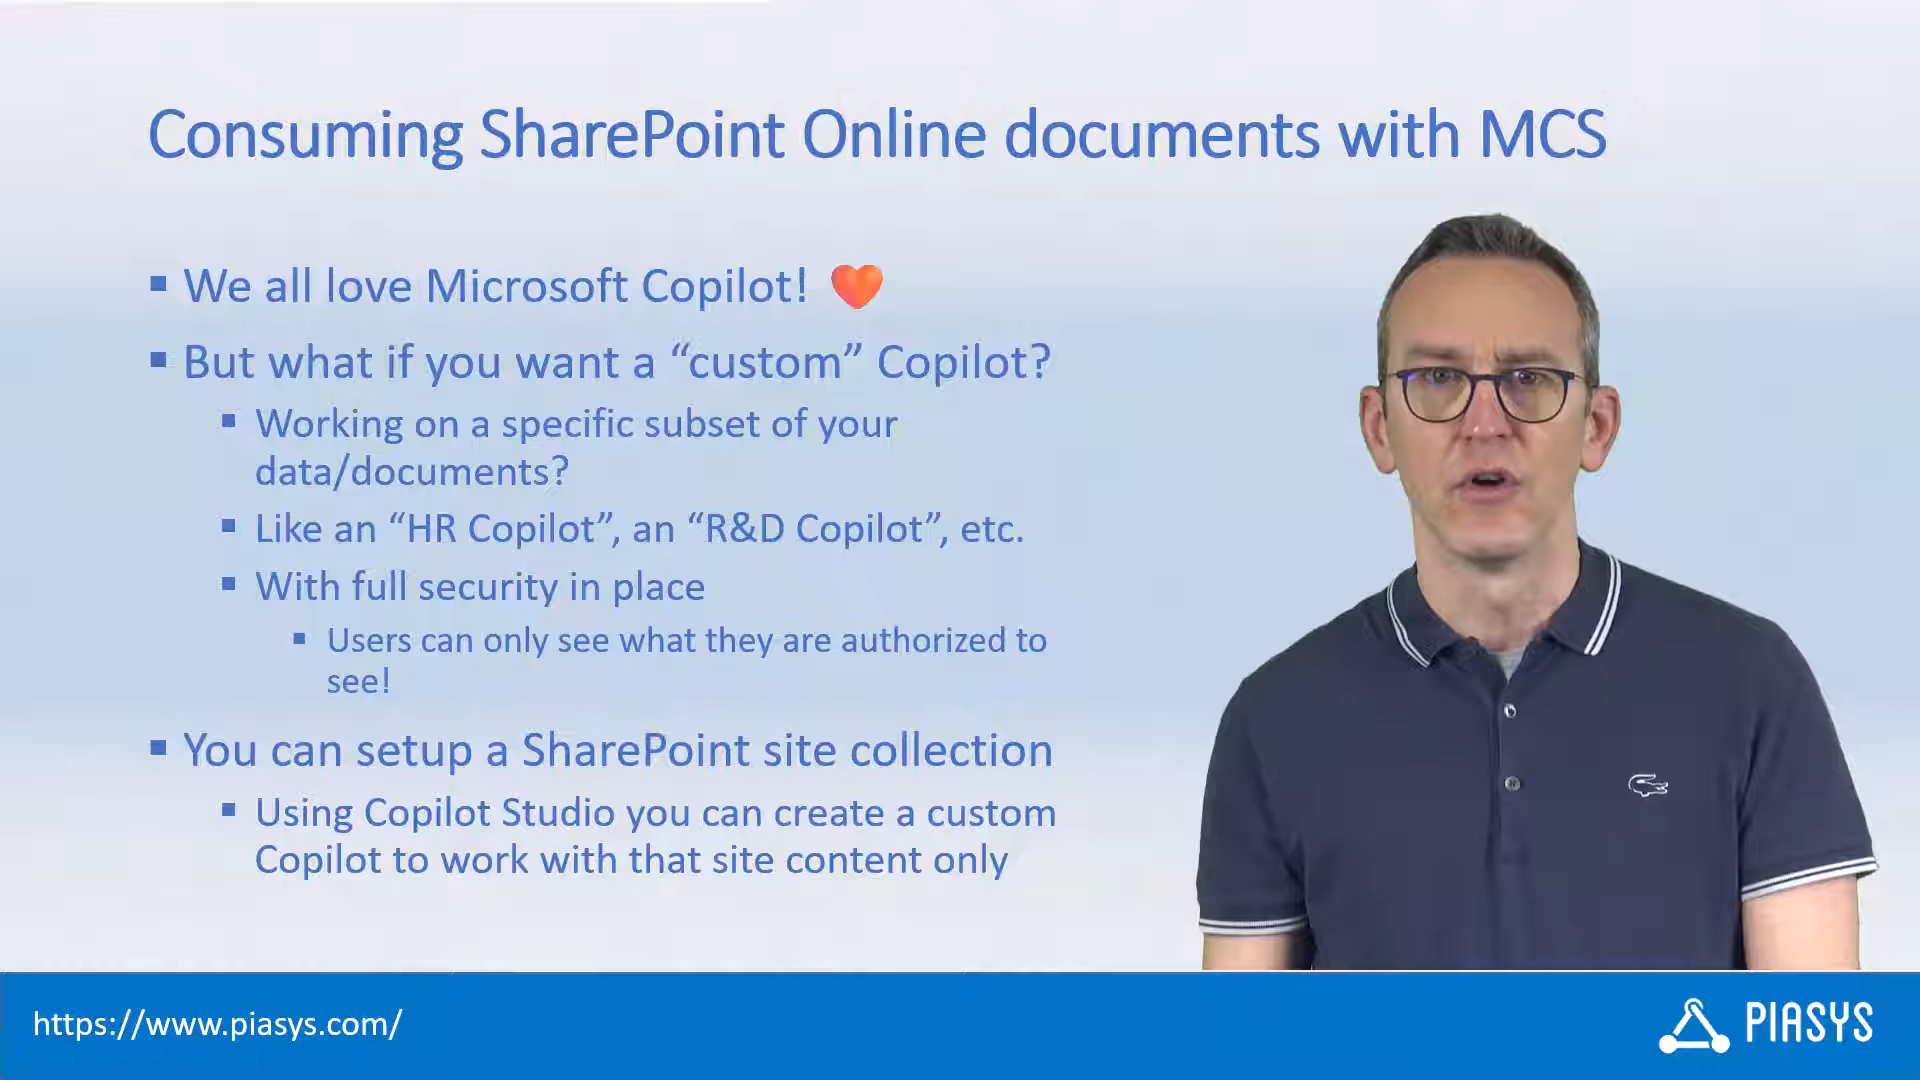 Consuming SharePoint Online documents with MCS
We all love Microsoft Copilot! ❤
But what if you want a “custom” Copilot?
Working on a specific subset of your
data/documents?
Like an “HR Copilot”, an “R&D Copilot”, etc.
With full security in place
Users can only see what they are authorized to
see!
You can setup a SharePoint site collection
Using Copilot Studio you can create a custom
Copilot to work with that site content only
https://www.piasys.com/
PIASYS